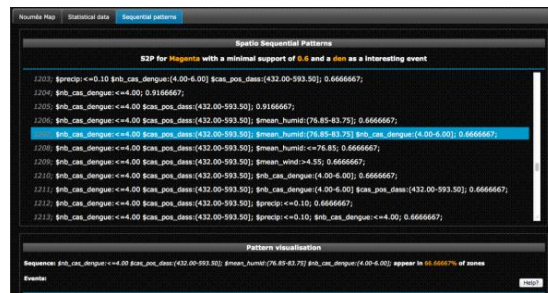 Nouméa Map Statistical data Sequential patterns
Spatio Sequential Patterns
S2P for Magenta with a minimal support of 0.6 and a den as a interesting event
1203; $precip:<=0.10 $nb_cas_dengue:(4.00-6.00] $cas_pos_dass:(432.00-593.50]; 0.6666667;
1204; $nb_cas_dengue:<=4.00; 0.9166667;
1205; $nb_cas_dengue:<=4.00 $cas_pos_dass:(432.00-593.50]; 0.9166667;
1206; $nb_cas_dengue:<=4.00 $cas_pos_dass:(432.00-593.50]; $mean_humid:(76.85-83.75]; 0.6666667;
1207; $nb_cas_dengue:<=4.00 $cas_pos_dass:(432.00-593.50]; $mean_humid:(76.85-83.75] $nb_cas_dengue:(4.00-6.00]; 0.6666667;
1208; $nb_cas_dengue:<=4.00 $cas_pos_dass:(432.00-593.50]; $mean_humid:<=76.85; 0.6666667;
1209; $nb_cas_dengue:<=4.00 $cas_pos_dass:(432.00-593.50]; $mean_wind:>4.55; 0.6666667;
1210; $nb_cas_dengue:<=4.00 $cas_pos_dass:(432.00-593.50]; $nb_cas_dengue:(4.00-6.00]; 0.6666667;
1211; $nb_cas_dengue:<=4.00 $cas_pos_dass:(432.00-593.50]; $nb_cas_dengue:(4.00-6.00] $cas_pos_dass:(432.00-593.50]; 0.6666667;
1212; $nb_cas_dengue:<=4.00 $cas_pos_dass:(432.00-593.50]; $precip:<=0.10; 0.6666667;
1213; $nb_cas_dengue:<=4.00 $cas_pos_dass:(432.00-593.50]; $precip:<=0.10; $nb_cas_dengue:<=4.00; 0.6666667;
Pattern visualisation
Sequence: $nb_cas_dengue:<=4.00 $cas_pos_dass:(432.00-593.50]; $mean_humid:(76.85-83.75] $nb_cas_dengue:(4.00-6.00]; appear in 66.66667% of zones
Events:
Help?